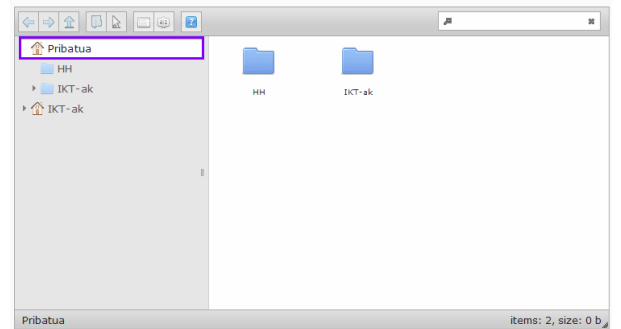 Pribatua
HH
IKT-ak
IKT-ak
HH
IKT-ak
Pribatua
items: 2, size: 0 b